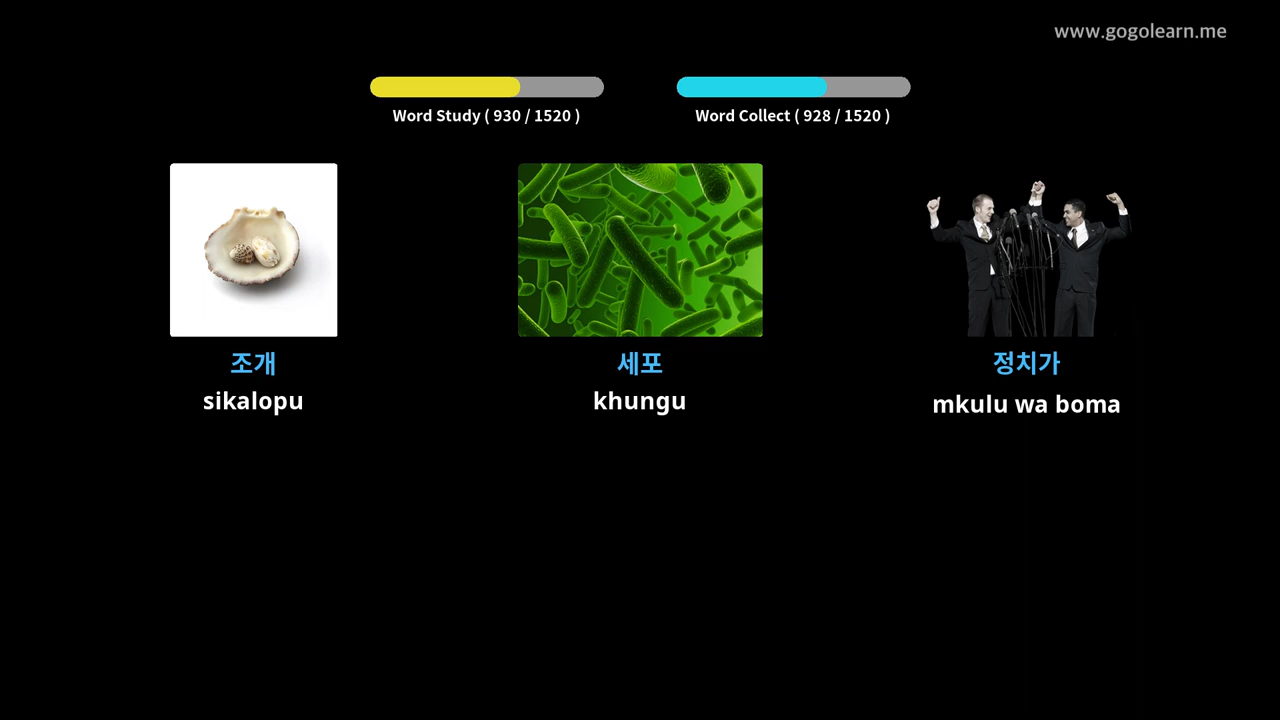 www.gogolearn.me
Word Study ( 930 / 1520 )
Word Collect ( 928 / 1520 )
조개
세포
정치가
sikalopu
khungu
mkulu wa boma